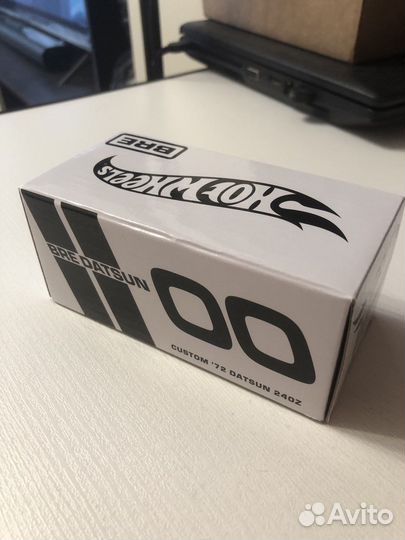 BRE
HOT WHEELS
BRE DATSUN
00
CUSTOM '72 DATSUN 240Z
Avito